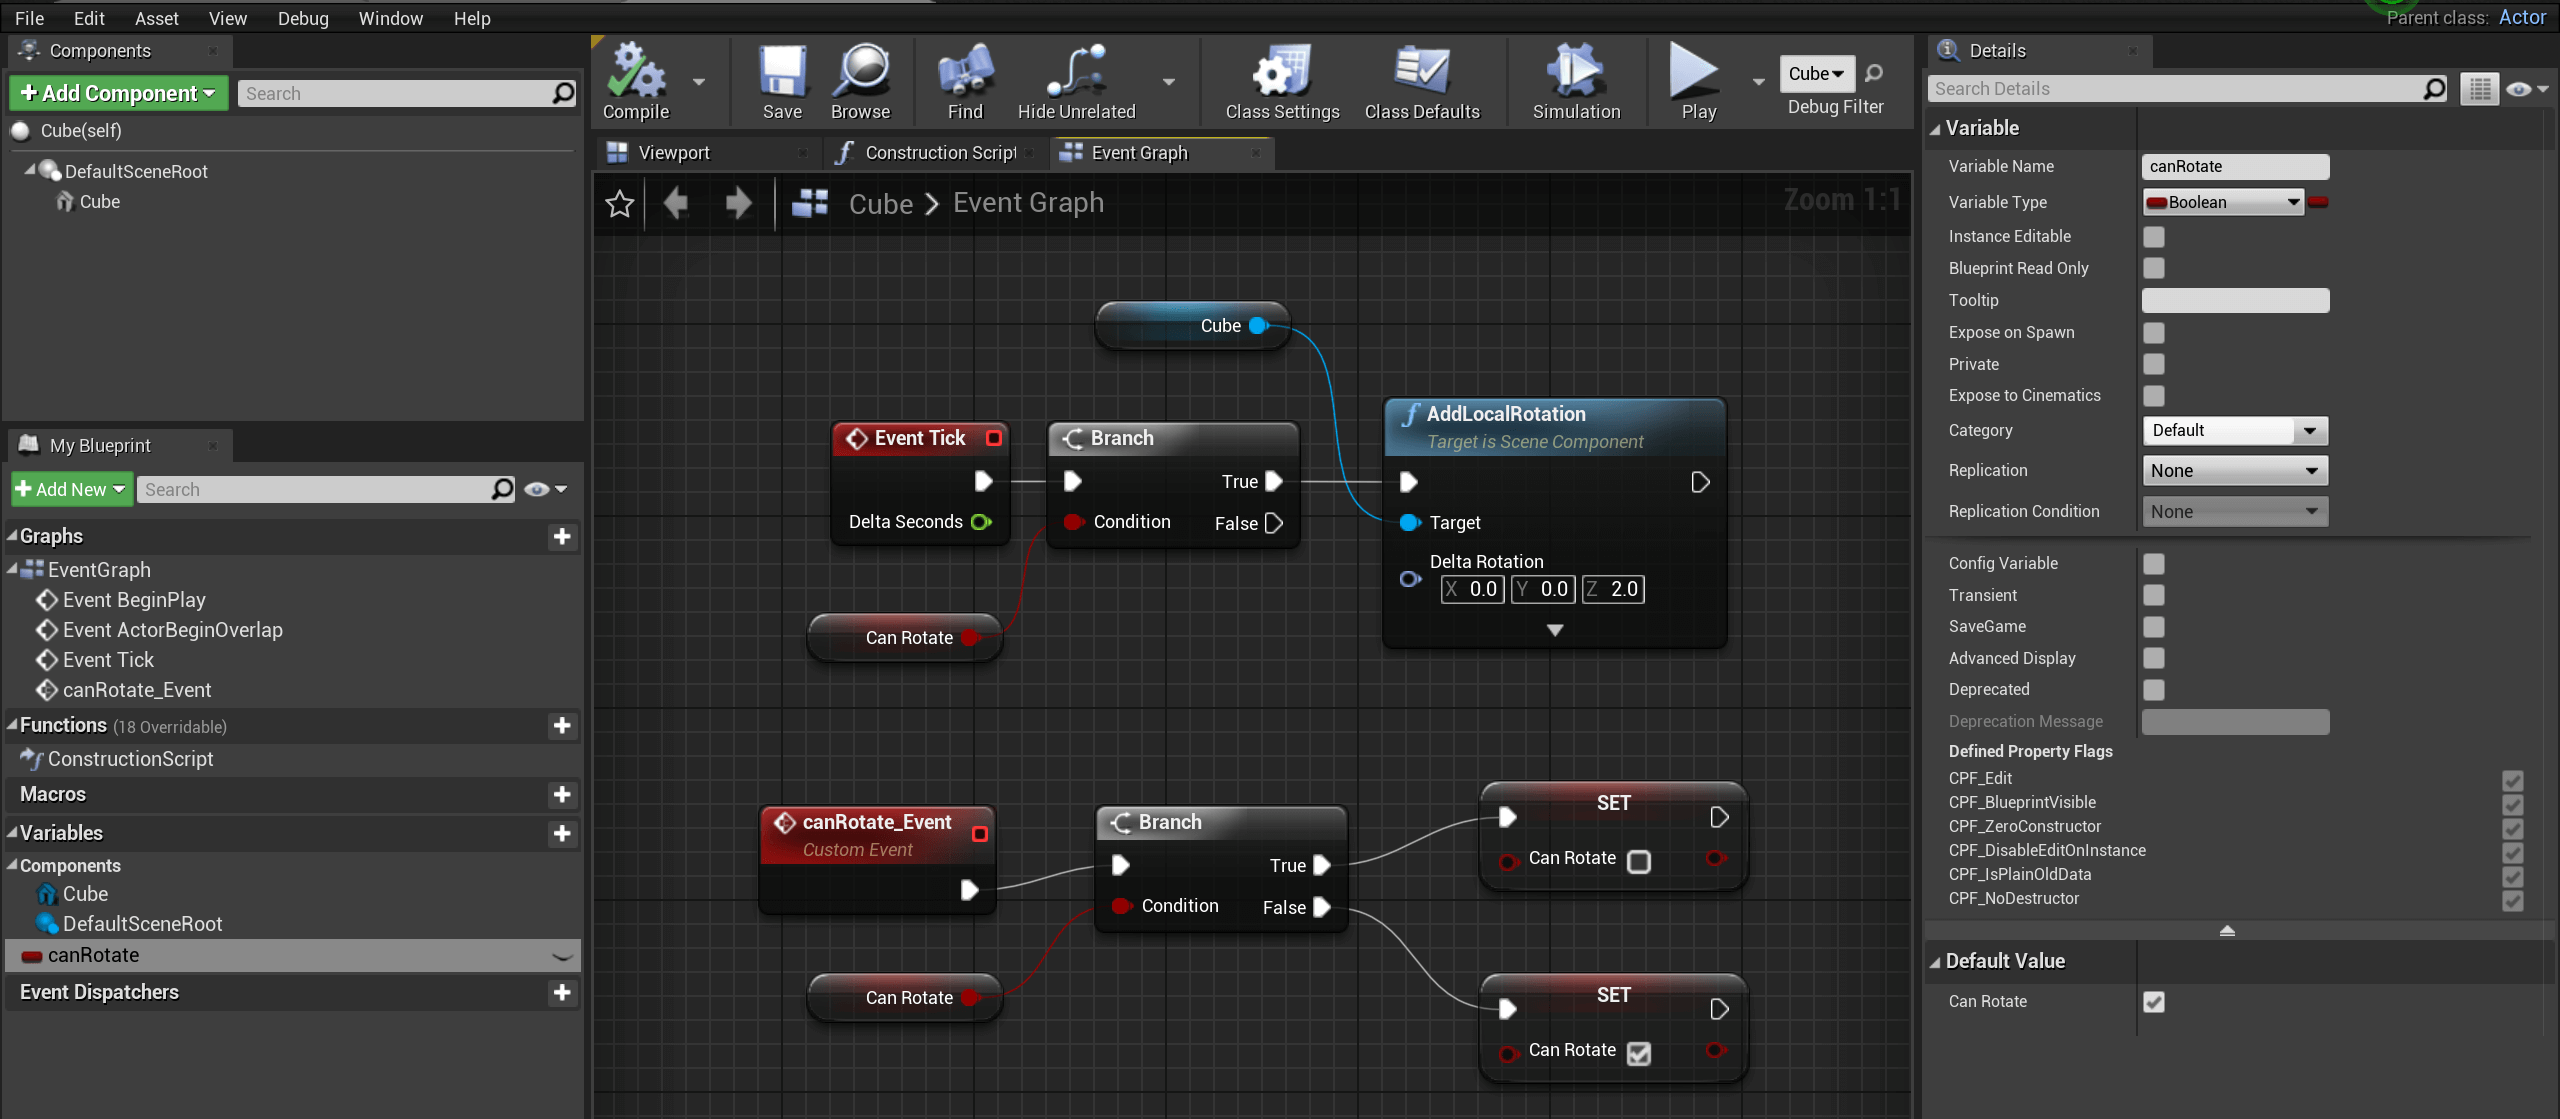 File Edit Asset View Debug Window Help
Parent class: Actor
Components
Add Component Search
Cube(self)
DefaultSceneRoot
Cube
My Blueprint
Add New Search
Graphs
EventGraph
Event BeginPlay
Event ActorBeginOverlap
Event Tick
canRotate_Event
Functions (18 Overridable)
ConstructionScript
Macros
Variables
Components
Cube
DefaultSceneRoot
canRotate
Event Dispatchers
Compile Save Browse Find Hide Unrelated Class Settings Class Defaults Simulation Play
Cube
Debug Filter
Viewport Construction Script Event Graph
Cube > Event Graph
Zoom 1:1
Cube
Event Tick
Delta Seconds
Branch
True
Condition False
Can Rotate
AddLocalRotation
Target is Scene Component
Target
Delta Rotation
X 0.0 Y 0.0 Z 2.0
canRotate_Event
Custom Event
Branch
True
Condition False
Can Rotate
SET
Can Rotate
SET
Can Rotate
Details
Search Details
Variable
Variable Name canRotate
Variable Type Boolean
Instance Editable
Blueprint Read Only
Tooltip
Expose on Spawn
Private
Expose to Cinematics
Category Default
Replication None
Replication Condition None
Config Variable
Transient
SaveGame
Advanced Display
Deprecated
Deprecation Message
Defined Property Flags
CPF_Edit
CPF_BlueprintVisible
CPF_ZeroConstructor
CPF_DisableEditOnInstance
CPF_IsPlainOldData
CPF_NoDestructor
Default Value
Can Rotate